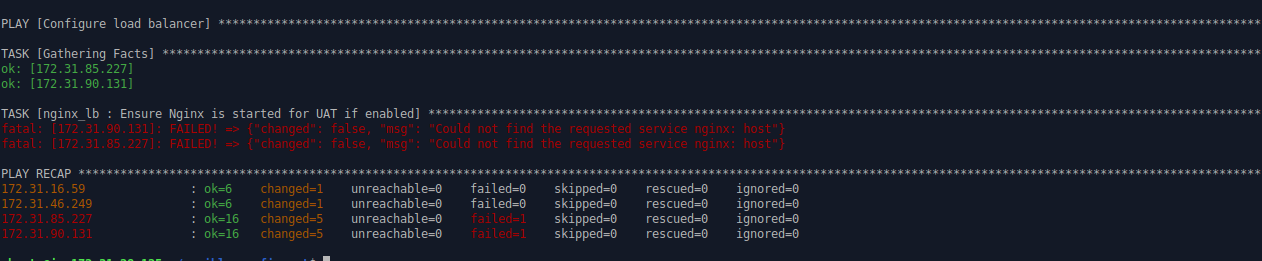 PLAY [Configure load balancer] ****************************************************************************************************************************************************
TASK [Gathering Facts] ************************************************************************************************************************************************************
ok: [172.31.85.227]
ok: [172.31.90.131]
TASK [nginx_lb : Ensure Nginx is started for UAT if enabled] **********************************************************************************************************************
fatal: [172.31.90.131]: FAILED! => {"changed": false, "msg": "Could not find the requested service nginx: host"}
fatal: [172.31.85.227]: FAILED! => {"changed": false, "msg": "Could not find the requested service nginx: host"}
PLAY RECAP ************************************************************************************************************************************************************************
172.31.16.59 : ok=6 changed=1 unreachable=0 failed=0 skipped=0 rescued=0 ignored=0
172.31.46.249 : ok=6 changed=1 unreachable=0 failed=0 skipped=0 rescued=0 ignored=0
172.31.85.227 : ok=16 changed=5 unreachable=0 failed=1 skipped=0 rescued=0 ignored=0
172.31.90.131 : ok=16 changed=5 unreachable=0 failed=1 skipped=0 rescued=0 ignored=0